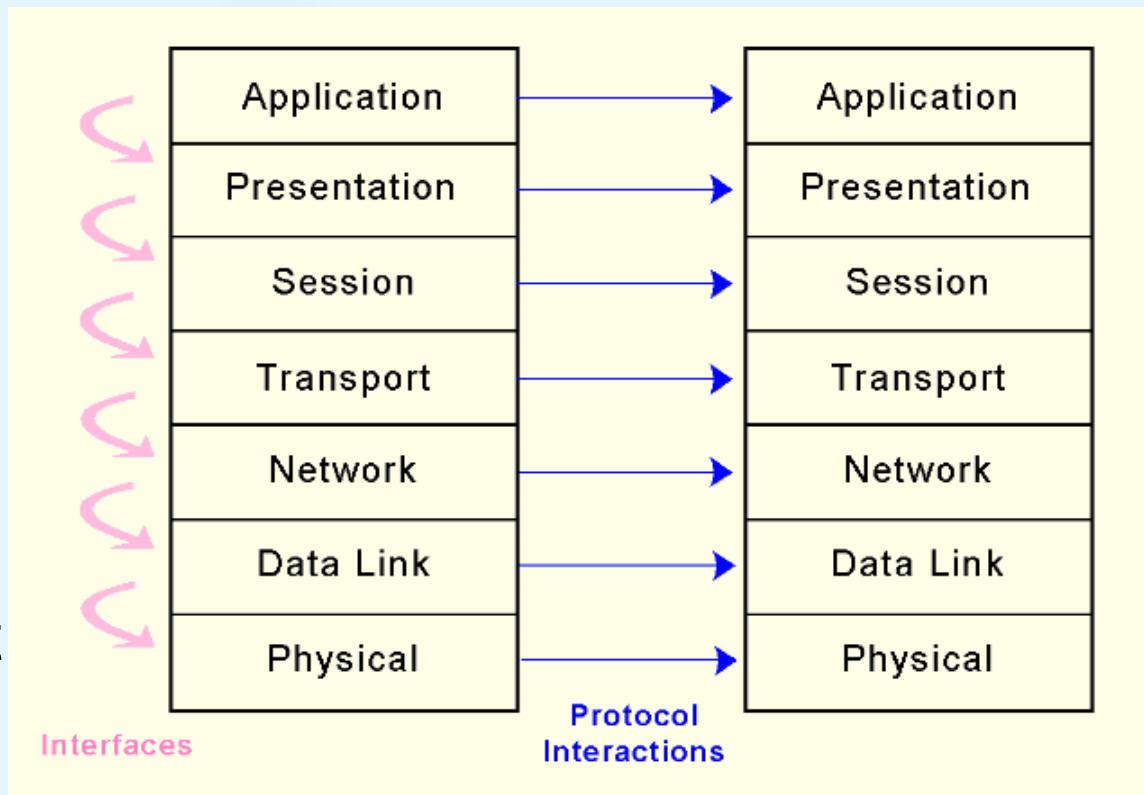 Application
Application
Presentation
Presentation
Session
Session
Transport
Transport
Network
Network
Data Link
Data Link
Physical
Physical
Interfaces
Protocol
Interactions